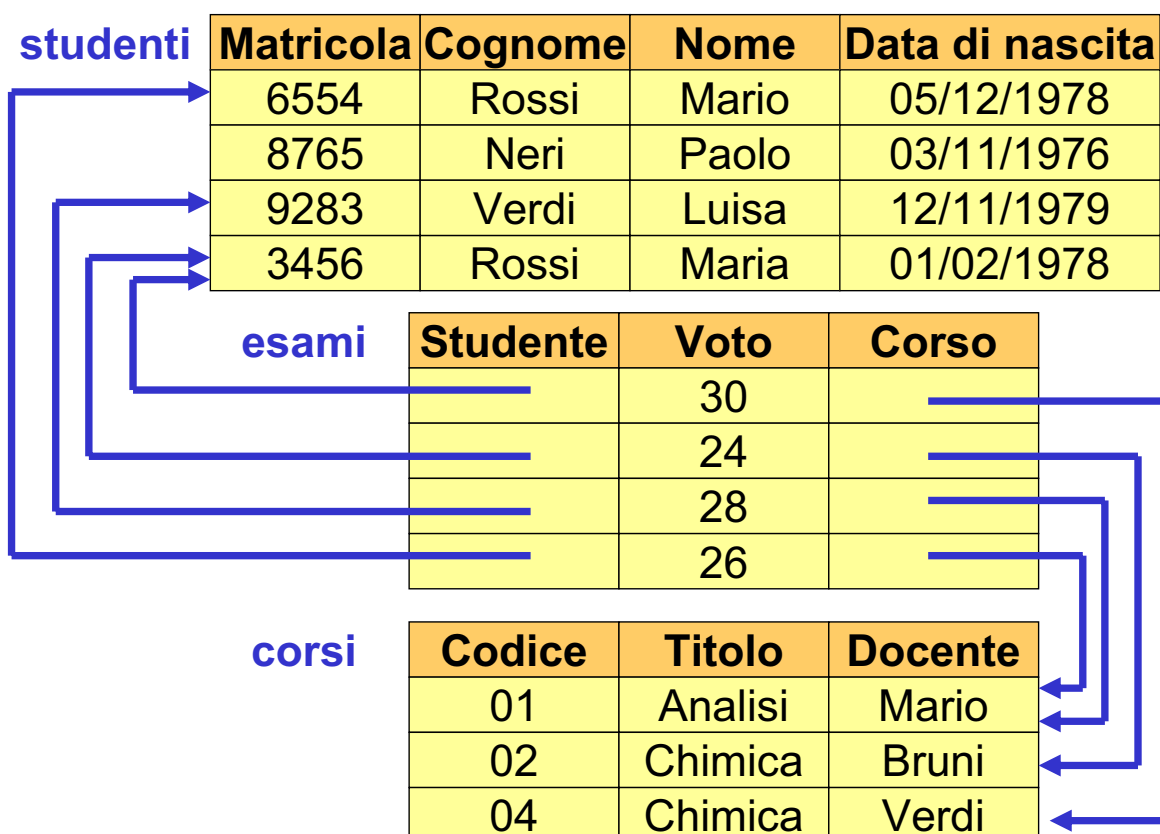 studenti Matricola Cognome Nome Data di nascita
6554 Rossi Mario 05/12/1978
8765 Neri Paolo 03/11/1976
9283 Verdi Luisa 12/11/1979
3456 Rossi Maria 01/02/1978
esami Studente Voto Corso
30
24
28
26
corsi Codice Titolo Docente
01 Analisi Mario
02 Chimica Bruni
04 Chimica Verdi